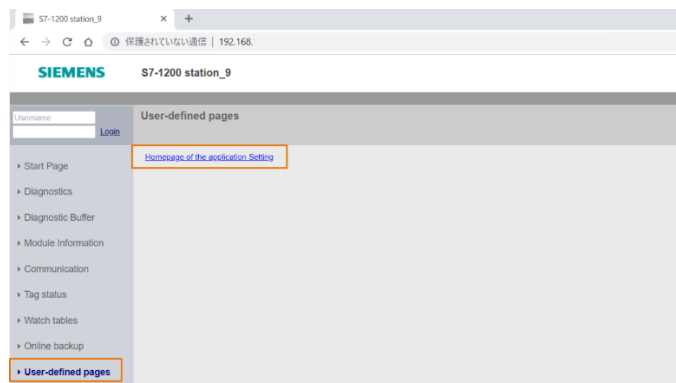 S7-1200 station_9
保護されていない通信 | 192.168.
SIEMENS
S7-1200 station_9
Username
Login
User-defined pages
Homepage of the application Setting
Start Page
Diagnostics
Diagnostic Buffer
Module Information
Communication
Tag status
Watch tables
Online backup
User-defined pages